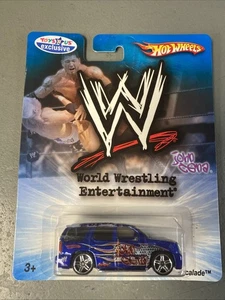 TOYS R US
exclusive
Hot Wheels
W
John Cena
World Wrestling
Entertainment
3+
calade™